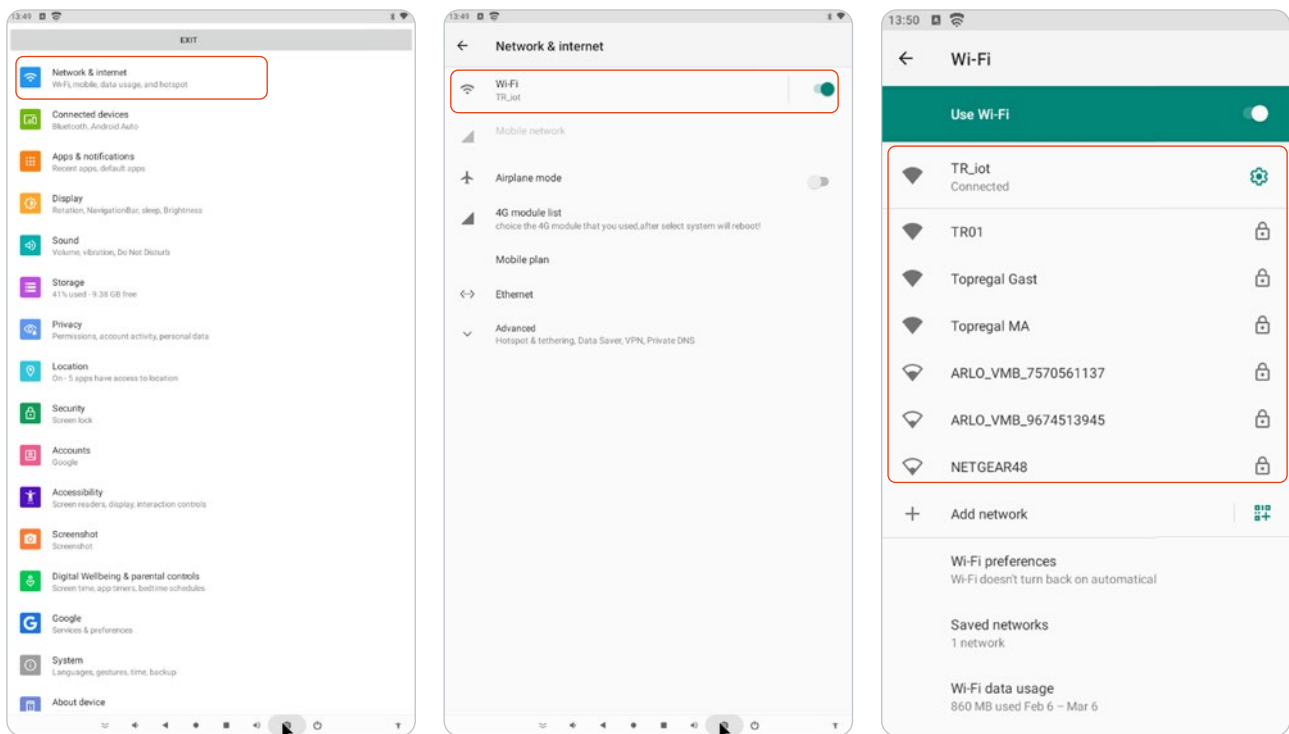 13:49
EXIT
Network & internet
Wi-Fi, mobile, data usage, and hotspot
Connected devices
Bluetooth, Android Auto
Apps & notifications
Recent apps, default apps
Display
Rotation, NavigationBar, sleep, Brightness
Sound
Volume, vibration, Do Not Disturb
Storage
41% used - 9.38 GB free
Privacy
Permissions, account activity, personal data
Location
On - 5 apps have access to location
Security
Screen lock
Accounts
Google
Accessibility
Screen readers, display, interaction controls
Screenshot
Screenshot
Digital Wellbeing & parental controls
Screen time, app timers, bedtime schedules
Google
Services & preferences
System
Languages, gestures, time, backup
About device
13:49
Network & internet
Wi-Fi
TR_iot
Mobile network
Airplane mode
4G module list
choice the 4G module that you used,after select system will reboot!
Mobile plan
Ethernet
Advanced
Hotspot & tethering, Data Saver, VPN, Private DNS
13:50
Wi-Fi
Use Wi-Fi
TR_iot
Connected
TR01
Topregal Gast
Topregal MA
ARLO_VMB_7570561137
ARLO_VMB_9674513945
NETGEAR48
Add network
Wi-Fi preferences
Wi-Fi doesn't turn back on automatical
Saved networks
1 network
Wi-Fi data usage
860 MB used Feb 6 – Mar 6